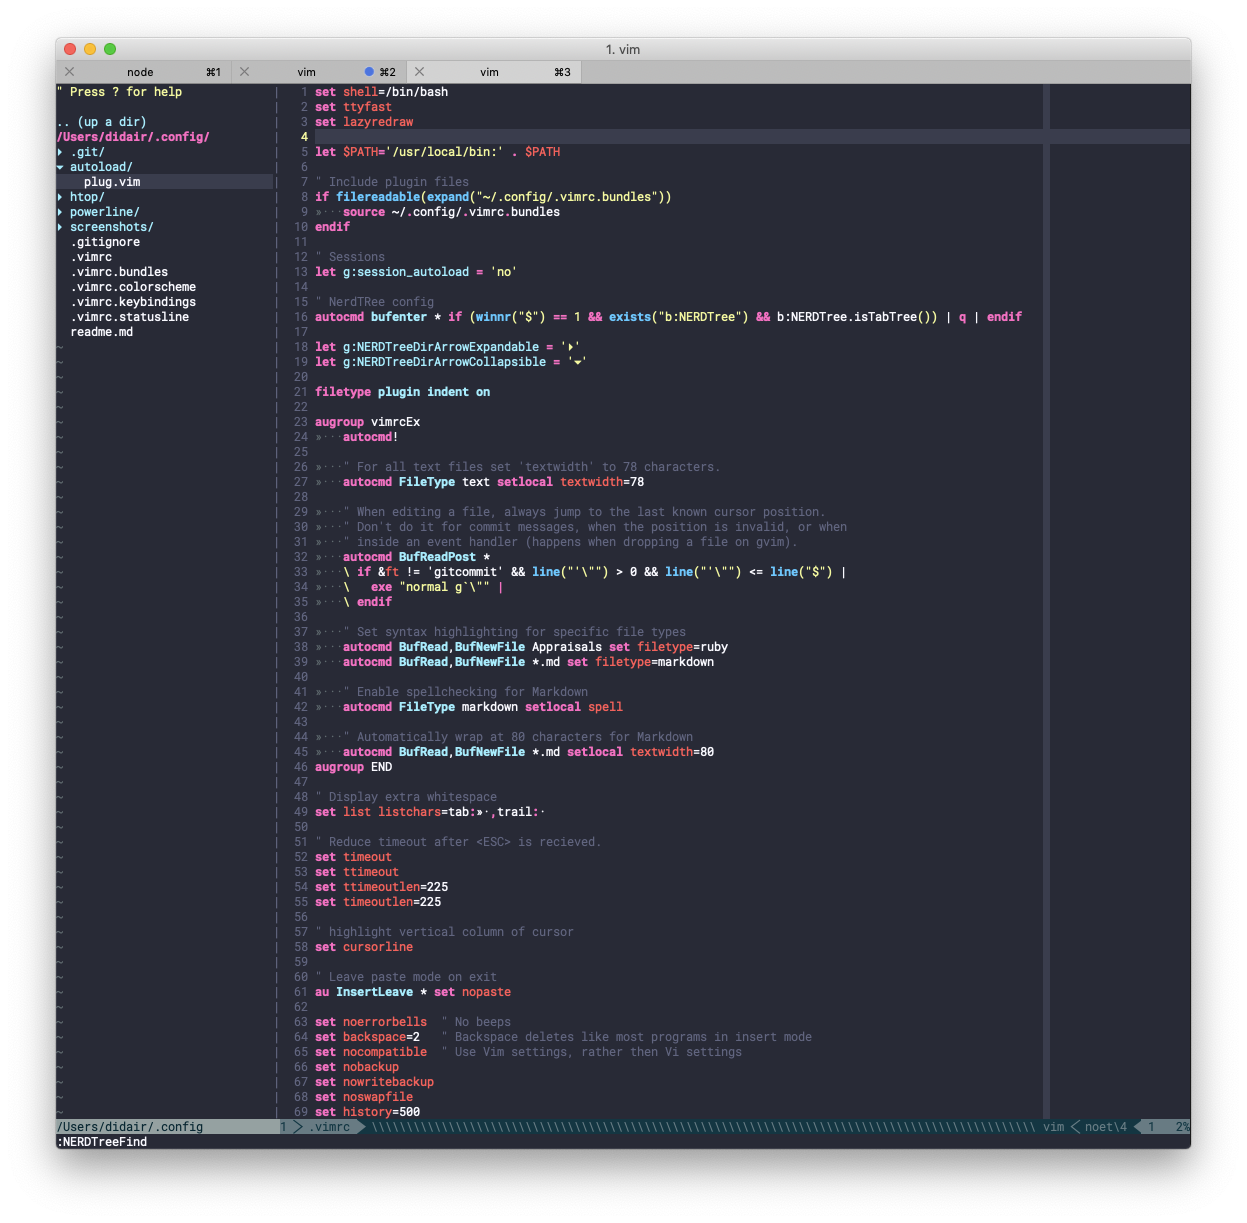 1. vim
node ⌘1
vim ⌘2
vim ⌘3
" Press ? for help
.. (up a dir)
/Users/didair/.config/
▸ .git/
▾ autoload/
plug.vim
▸ htop/
▸ powerline/
▸ screenshots/
.gitignore
.vimrc
.vimrc.bundles
.vimrc.colorscheme
.vimrc.keybindings
.vimrc.statusline
readme.md
1 set shell=/bin/bash
2 set ttyfast
3 set lazyredraw
4
5 let $PATH='/usr/local/bin:' . $PATH
6
7 " Include plugin files
8 if filereadable(expand("~/.config/.vimrc.bundles"))
9 »···source ~/.config/.vimrc.bundles
10 endif
11
12 " Sessions
13 let g:session_autoload = 'no'
14
15 " NerdTRee config
16 autocmd bufenter * if (winnr("$") == 1 && exists("b:NERDTree") && b:NERDTree.isTabTree()) | q | endif
17
18 let g:NERDTreeDirArrowExpandable = '▸'
19 let g:NERDTreeDirArrowCollapsible = '▾'
20
21 filetype plugin indent on
22
23 augroup vimrcEx
24 »···autocmd!
25
26 »···" For all text files set 'textwidth' to 78 characters.
27 »···autocmd FileType text setlocal textwidth=78
28
29 »···" When editing a file, always jump to the last known cursor position.
30 »···" Don't do it for commit messages, when the position is invalid, or when
31 »···" inside an event handler (happens when dropping a file on gvim).
32 »···autocmd BufReadPost *
33 »···\ if &ft != 'gitcommit' && line("'\"") > 0 && line("'\"") <= line("$") |
34 »···\   exe "normal g`\"" |
35 »···\ endif
36
37 »···" Set syntax highlighting for specific file types
38 »···autocmd BufRead,BufNewFile Appraisals set filetype=ruby
39 »···autocmd BufRead,BufNewFile *.md set filetype=markdown
40
41 »···" Enable spellchecking for Markdown
42 »···autocmd FileType markdown setlocal spell
43
44 »···" Automatically wrap at 80 characters for Markdown
45 »···autocmd BufRead,BufNewFile *.md setlocal textwidth=80
46 augroup END
47
48 " Display extra whitespace
49 set list listchars=tab:»·,trail:·
50
51 " Reduce timeout after <ESC> is recieved.
52 set timeout
53 set ttimeout
54 set ttimeoutlen=225
55 set timeoutlen=225
56
57 " highlight vertical column of cursor
58 set cursorline
59
60 " Leave paste mode on exit
61 au InsertLeave * set nopaste
62
63 set noerrorbells  " No beeps
64 set backspace=2   " Backspace deletes like most programs in insert mode
65 set nocompatible  " Use Vim settings, rather then Vi settings
66 set nobackup
67 set nowritebackup
68 set noswapfile
69 set history=500
/Users/didair/.config 1 .vimrc vim noet\4 1 2%
:NERDTreeFind